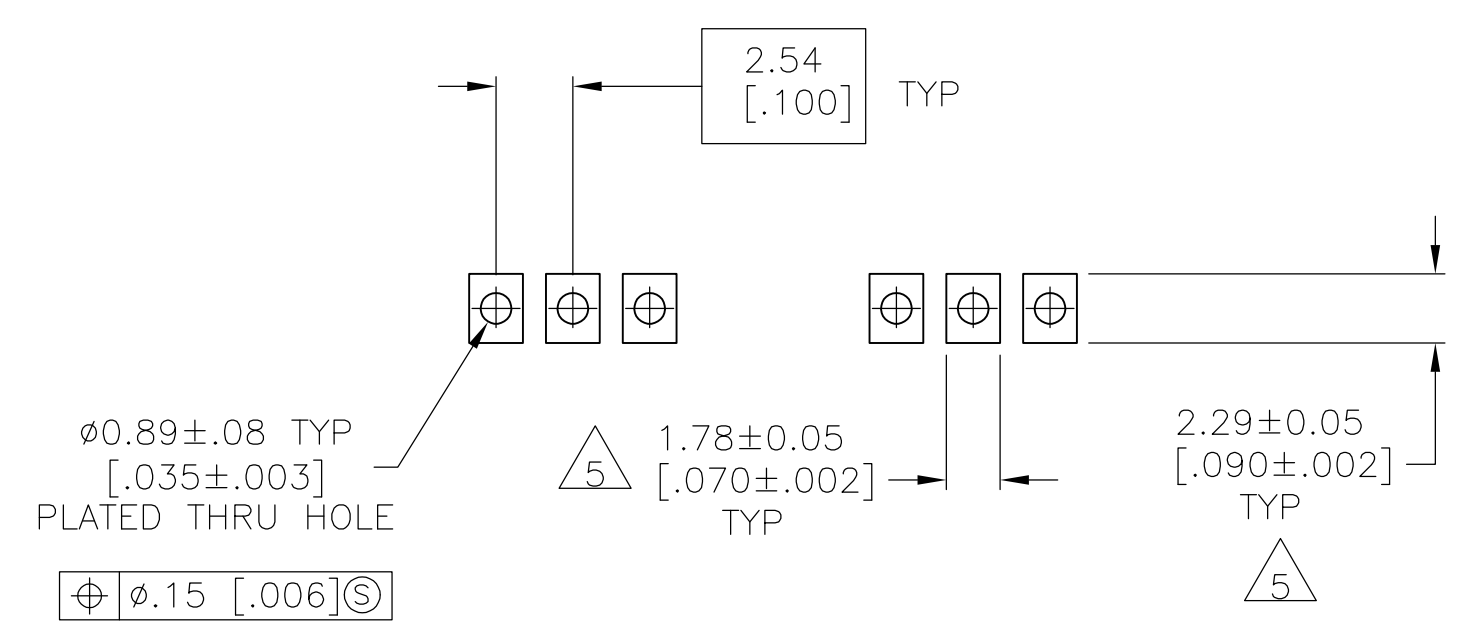 2.54
[.100]
TYP
⌀0.89±.08 TYP
[.035±.003]
PLATED THRU HOLE
⌖ ⌀.15 [.006]Ⓢ
5
1.78±0.05
[.070±.002]
TYP
2.29±0.05
[.090±.002]
TYP
5